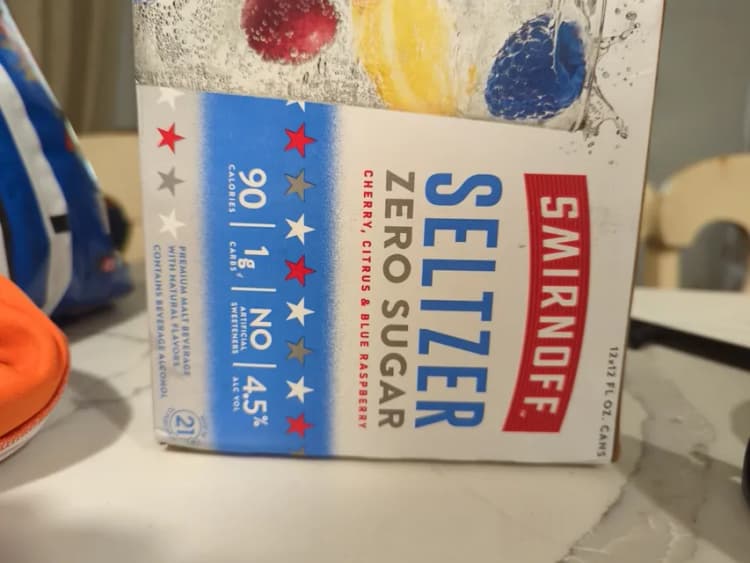 12x12 FL OZ. CANS
SMIRNOFF
SELTZER
ZERO SUGAR
CHERRY, CITRUS & BLUE RASPBERRY
90
CALORIES
1g
CARBS
NO
ARTIFICIAL
SWEETENERS
4.5%
ALC VOL
PREMIUM MALT BEVERAGE
WITH NATURAL FLAVORS
CONTAINS BEVERAGE ALCOHOL
21